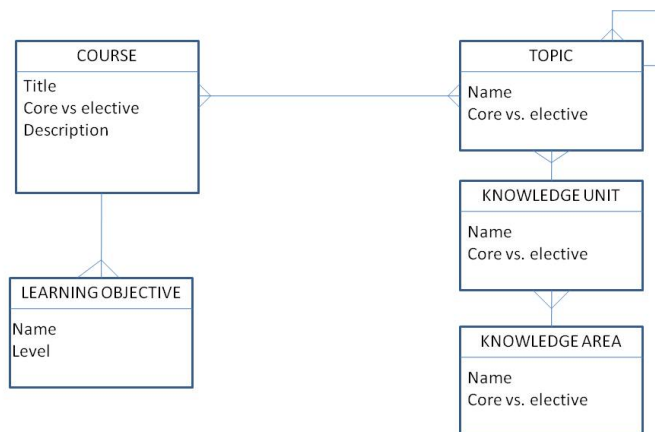 COURSE
Title
Core vs elective
Description
TOPIC
Name
Core vs. elective
KNOWLEDGE UNIT
Name
Core vs. elective
LEARNING OBJECTIVE
Name
Level
KNOWLEDGE AREA
Name
Core vs. elective